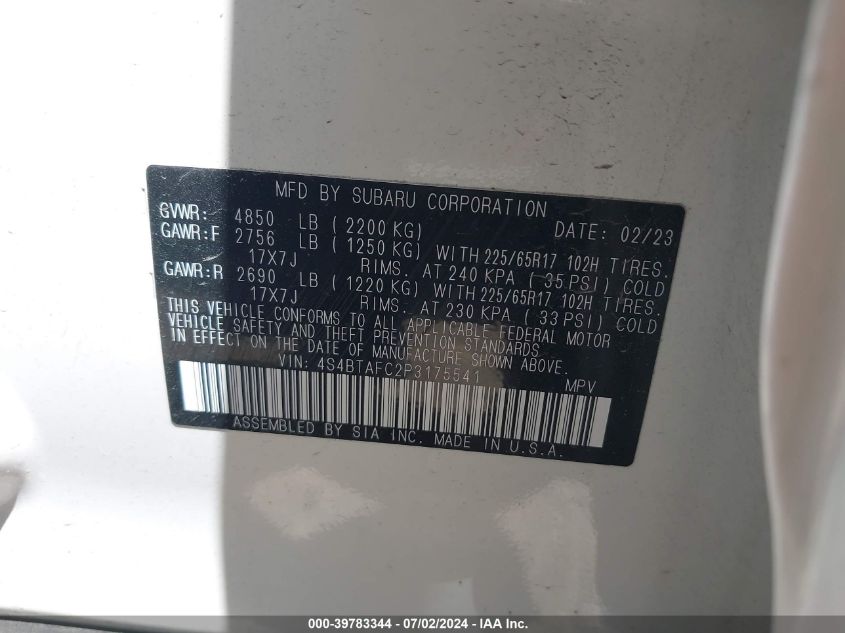 MFD BY SUBARU CORPORATION
GVWR: 4850 LB ( 2200 KG) DATE: 02/23
GAWR:F 2756 LB ( 1250 KG) WITH 225/65R17 102H TIRES.
17X7J RIMS. AT 240 KPA ( 35 PSI) COLD
GAWR:R 2690 LB ( 1220 KG) WITH 225/65R17 102H TIRES.
17X7J RIMS. AT 230 KPA ( 33 PSI) COLD
THIS VEHICLE CONFORMS TO ALL APPLICABLE FEDERAL MOTOR
VEHICLE SAFETY AND THEFT PREVENTION STANDARDS
IN EFFECT ON THE DATE OF MANUFACTURE SHOWN ABOVE.
VIN: 4S4BTAFC2P3175541 MPV
ASSEMBLED BY SIA INC. MADE IN U.S.A.
000-39783344 / 07/02/2024 - IAA Inc.